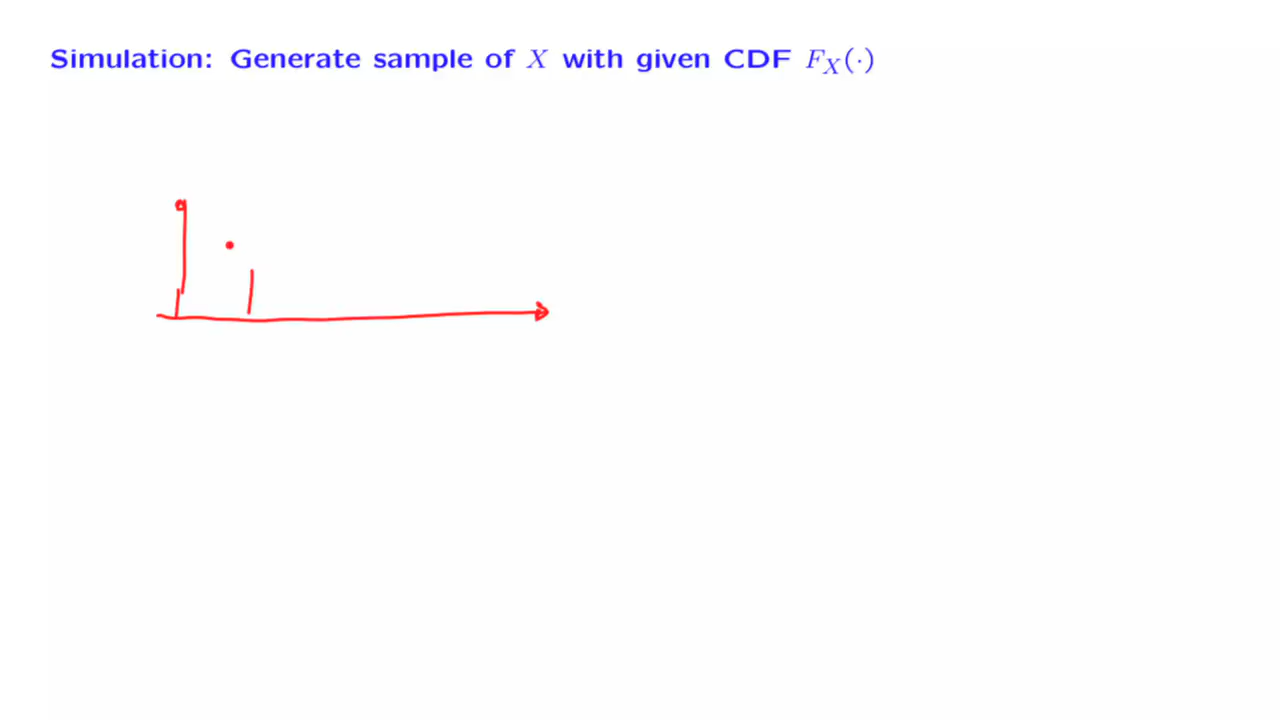 Simulation: Generate sample of X with given CDF F_X(·)